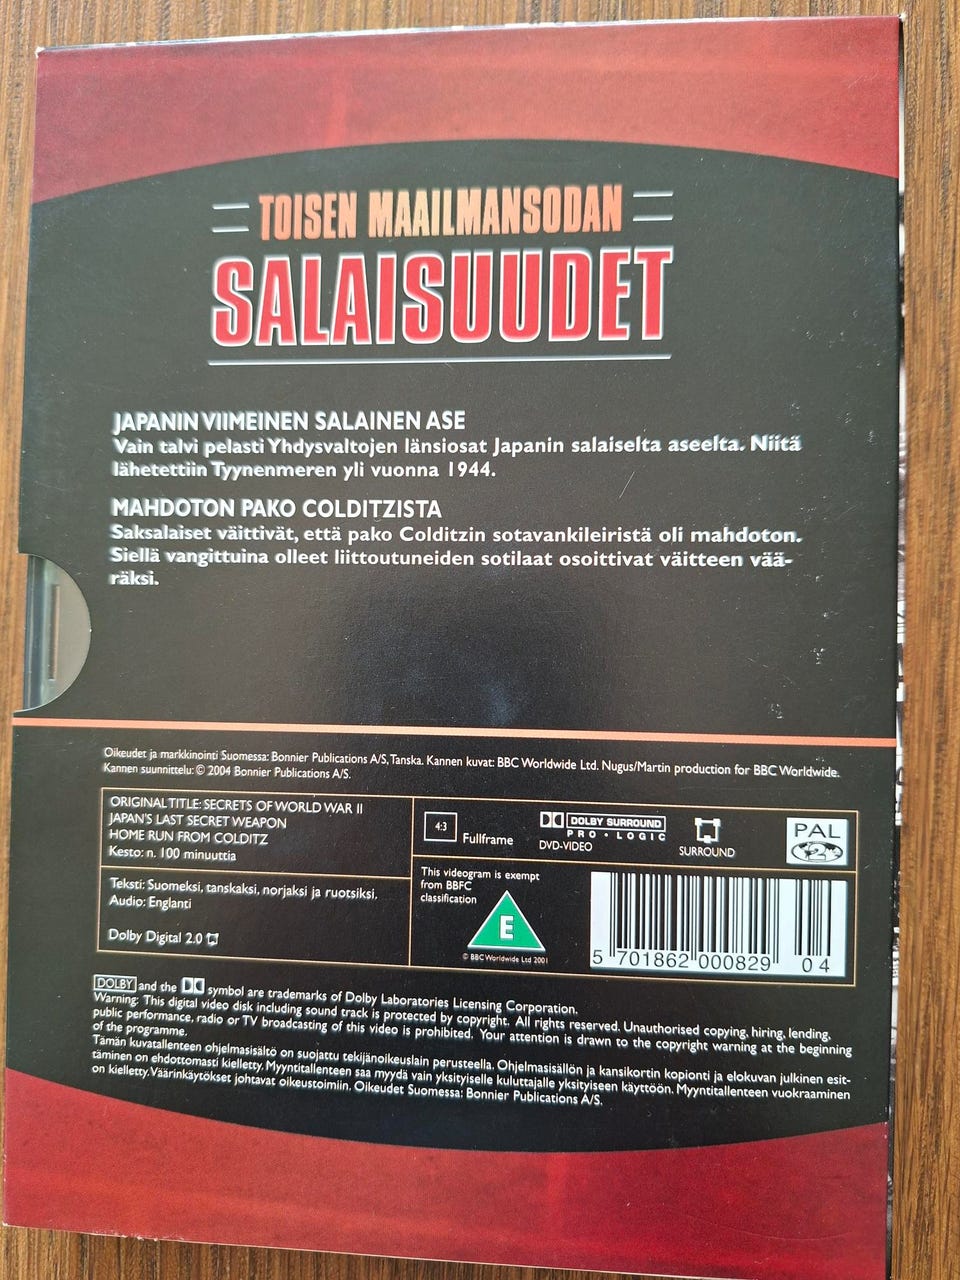 TOISEN MAAILMANSODAN
SALAISUUDET
JAPANIN VIIMEINEN SALAINEN ASE
Vain talvi pelasti Yhdysvaltojen länsiosat Japanin salaiselta aseelta. Niitä
lähetettiin Tyynenmeren yli vuonna 1944.
MAHDOTON PAKO COLDITZISTA
Saksalaiset väittivät, että pako Colditzin sotavankileiristä oli mahdoton.
Siellä vangittuina olleet liittoutuneiden sotilaat osoittivat väitteen vää-
räksi.
Oikeudet ja markkinointi Suomessa: Bonnier Publications A/S, Tanska. Kannen kuvat: BBC Worldwide Ltd. Nugus/Martin production for BBC Worldwide.
Kannen suunnittelu: © 2004 Bonnier Publications A/S.
ORIGINAL TITLE: SECRETS OF WORLD WAR II
JAPAN'S LAST SECRET WEAPON
HOME RUN FROM COLDITZ
Kesto: n. 100 minuuttia
Teksti: Suomeksi, tanskaksi, norjaksi ja ruotsiksi.
Audio: Englanti
Dolby Digital 2.0
4:3
Fullframe
DOLBY SURROUND
PRO • LOGIC
DVD-VIDEO
SURROUND
PAL
2
This videogram is exempt
from BBFC
classification
E
© BBC Worldwide Ltd 2001
5 701862 000829 04
DOLBY and the symbol are trademarks of Dolby Laboratories Licensing Corporation.
Warning: This digital video disk including sound track is protected by copyright. All rights reserved. Unauthorised copying, hiring, lending,
public performance, radio or TV broadcasting of this video is prohibited. Your attention is drawn to the copyright warning at the beginning
of the programme.
Tämän kuvatallenteen ohjelmasisältö on suojattu tekijänoikeuslain perusteella. Ohjelmasisällön ja kansikortin kopionti ja elokuvan julkinen esit-
täminen on ehdottomasti kielletty. Myyntitallenteen saa myydä vain yksityiselle kuluttajalle yksityiseen käyttöön. Myyntitallenteen vuokraaminen
on kielletty. Väärinkäytökset johtavat oikeustoimiin. Oikeudet Suomessa: Bonnier Publications A/S.